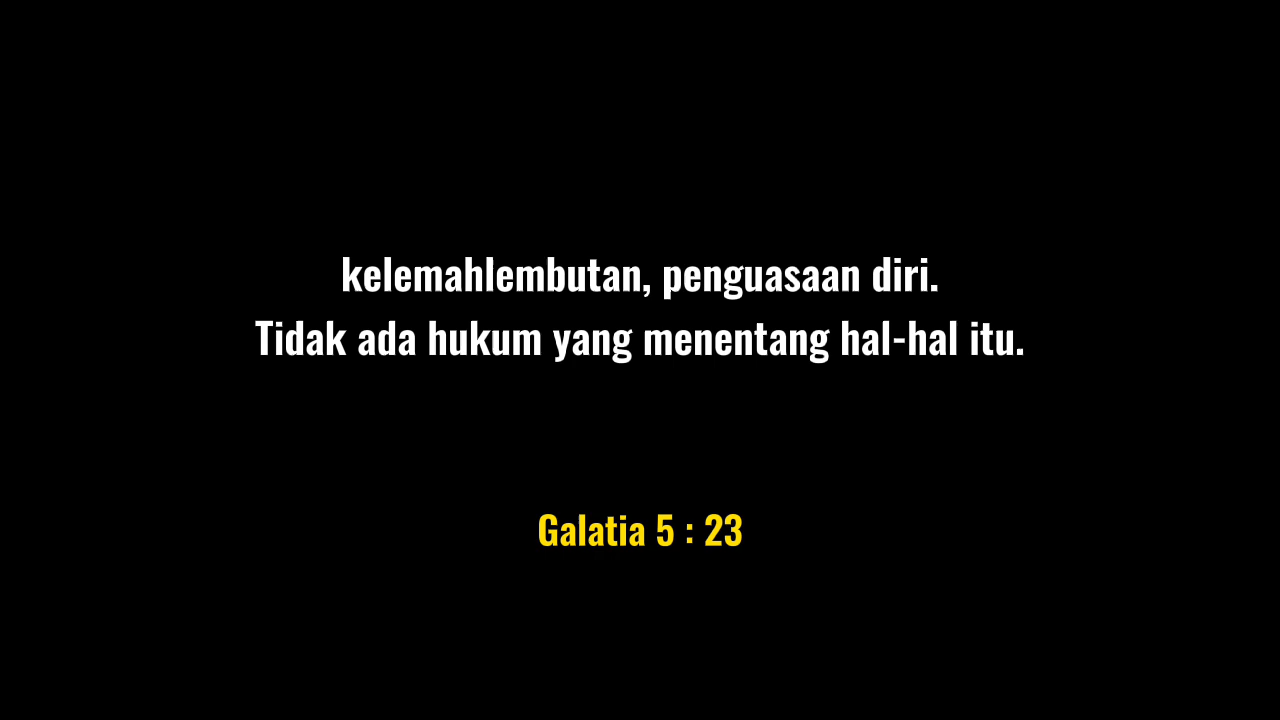 kelemahlembutan, penguasaan diri.
Tidak ada hukum yang menentang hal-hal itu.
Galatia 5 : 23